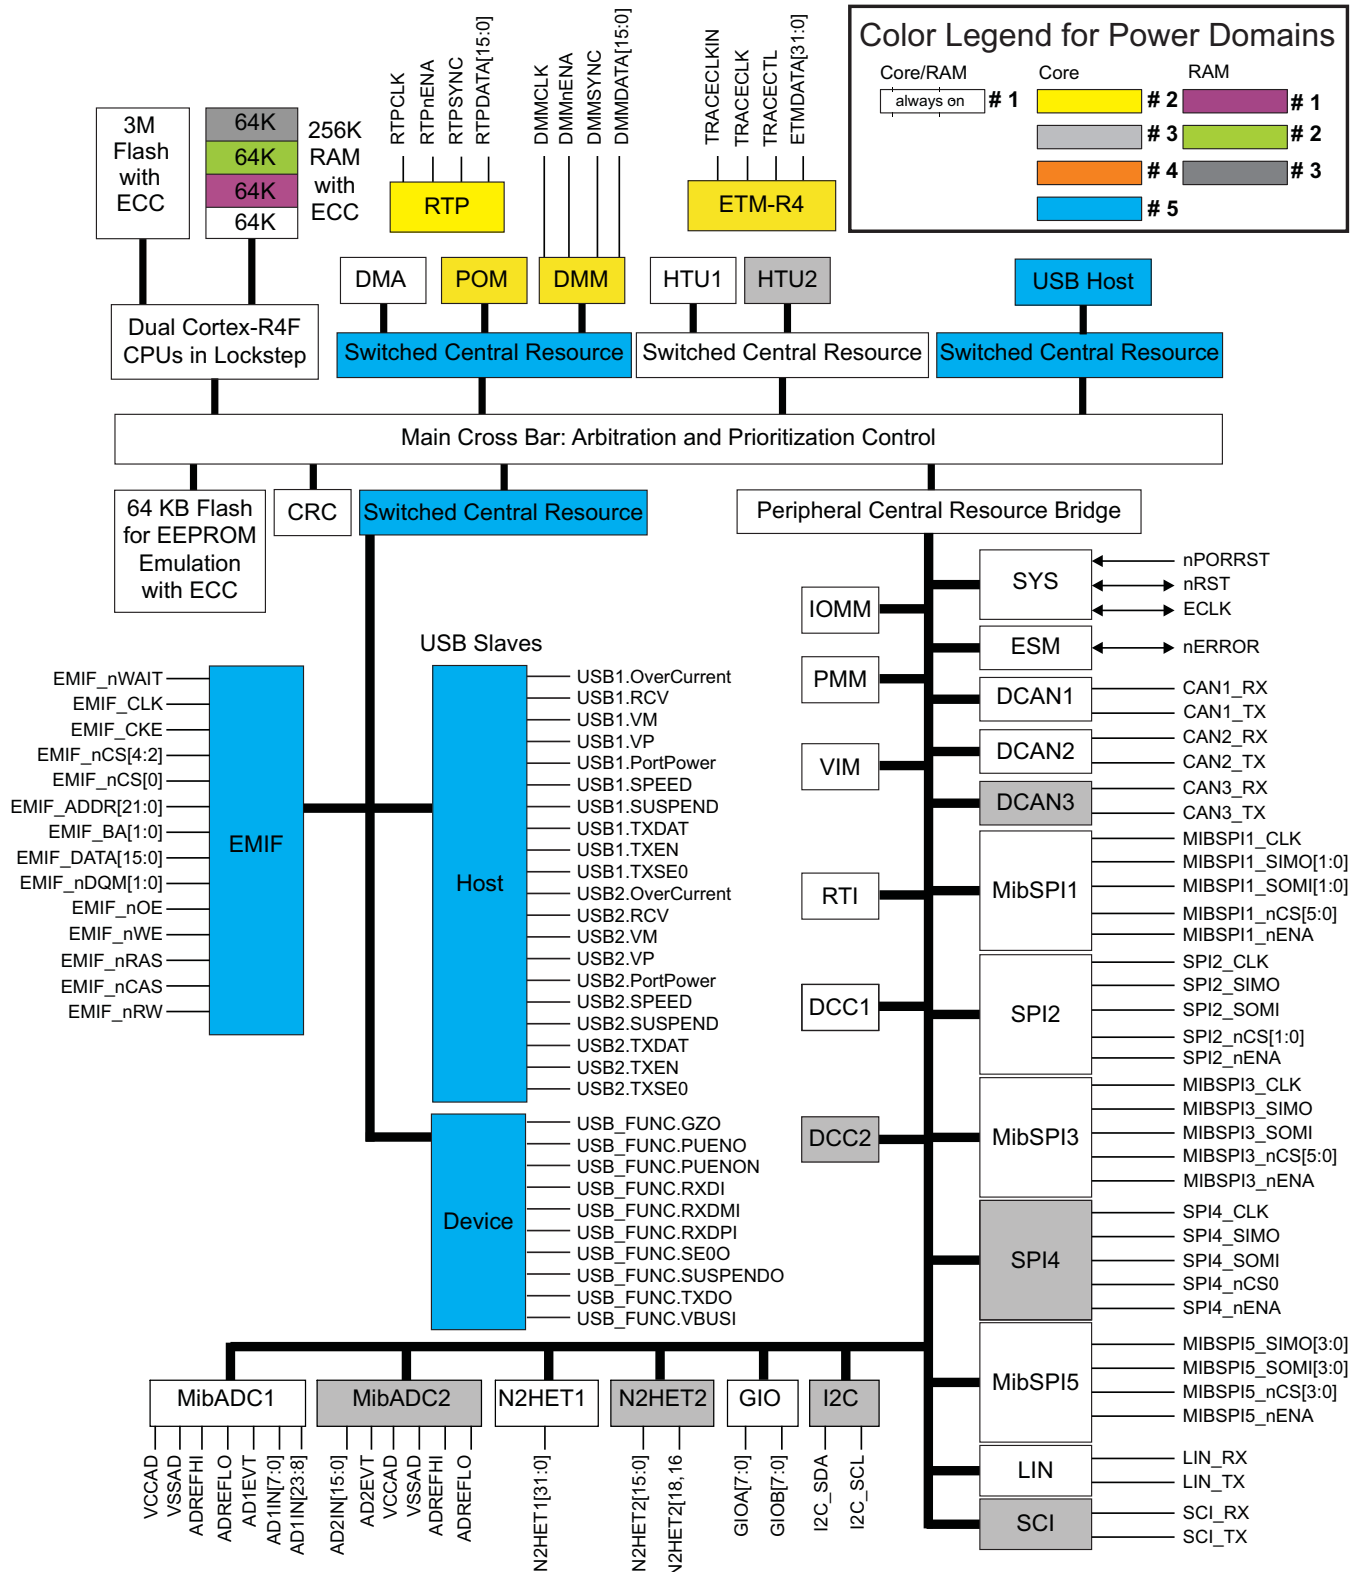 Color Legend for Power Domains
Core/RAM
Core
RAM
always on
# 1
# 2
# 1
# 3
# 2
# 4
# 3
# 5
3M
Flash
with
ECC
64K
64K
64K
64K
256K
RAM
with
ECC
RTPCLK
RTPnENA
RTPSYNC
RTPDATA[15:0]
DMMCLK
DMMnENA
DMMSYNC
DMMDATA[15:0]
TRACECLKIN
TRACECLK
TRACECTL
ETMDATA[31:0]
RTP
ETM-R4
DMA
POM
DMM
HTU1
HTU2
USB Host
Dual Cortex-R4F
CPUs in Lockstep
Switched Central Resource
Switched Central Resource
Switched Central Resource
Main Cross Bar: Arbitration and Prioritization Control
64 KB Flash
for EEPROM
Emulation
with ECC
CRC
Switched Central Resource
Peripheral Central Resource Bridge
USB Slaves
EMIF_nWAIT
EMIF_CLK
EMIF_CKE
EMIF_nCS[4:2]
EMIF_nCS[0]
EMIF_ADDR[21:0]
EMIF_BA[1:0]
EMIF_DATA[15:0]
EMIF_nDQM[1:0]
EMIF_nOE
EMIF_nWE
EMIF_nRAS
EMIF_nCAS
EMIF_nRW
EMIF
Host
USB1.OverCurrent
USB1.RCV
USB1.VM
USB1.VP
USB1.PortPower
USB1.SPEED
USB1.SUSPEND
USB1.TXDAT
USB1.TXEN
USB1.TXSE0
USB2.OverCurrent
USB2.RCV
USB2.VM
USB2.VP
USB2.PortPower
USB2.SPEED
USB2.SUSPEND
USB2.TXDAT
USB2.TXEN
USB2.TXSE0
Device
USB_FUNC.GZO
USB_FUNC.PUENO
USB_FUNC.PUENON
USB_FUNC.RXDI
USB_FUNC.RXDMI
USB_FUNC.RXDPI
USB_FUNC.SE0O
USB_FUNC.SUSPENDO
USB_FUNC.TXDO
USB_FUNC.VBUSI
IOMM
PMM
VIM
RTI
DCC1
DCC2
SYS
nPORRST
nRST
ECLK
ESM
nERROR
DCAN1
CAN1_RX
CAN1_TX
DCAN2
CAN2_RX
CAN2_TX
DCAN3
CAN3_RX
CAN3_TX
MibSPI1
MIBSPI1_CLK
MIBSPI1_SIMO[1:0]
MIBSPI1_SOMI[1:0]
MIBSPI1_nCS[5:0]
MIBSPI1_nENA
SPI2
SPI2_CLK
SPI2_SIMO
SPI2_SOMI
SPI2_nCS[1:0]
SPI2_nENA
MibSPI3
MIBSPI3_CLK
MIBSPI3_SIMO
MIBSPI3_SOMI
MIBSPI3_nCS[5:0]
MIBSPI3_nENA
SPI4
SPI4_CLK
SPI4_SIMO
SPI4_SOMI
SPI4_nCS0
SPI4_nENA
MibSPI5
MIBSPI5_SIMO[3:0]
MIBSPI5_SOMI[3:0]
MIBSPI5_nCS[3:0]
MIBSPI5_nENA
LIN
LIN_RX
LIN_TX
SCI
SCI_RX
SCI_TX
MibADC1
MibADC2
N2HET1
N2HET2
GIO
I2C
VCCAD
VSSAD
ADREFHI
ADREFLO
AD1EVT
AD1IN[7:0]
AD1IN[23:8]
AD2IN[15:0]
AD2EVT
VCCAD
VSSAD
ADREFHI
ADREFLO
N2HET1[31:0]
N2HET2[15:0]
N2HET2[18,16
GIOA[7:0]
GIOB[7:0]
I2C_SDA
I2C_SCL